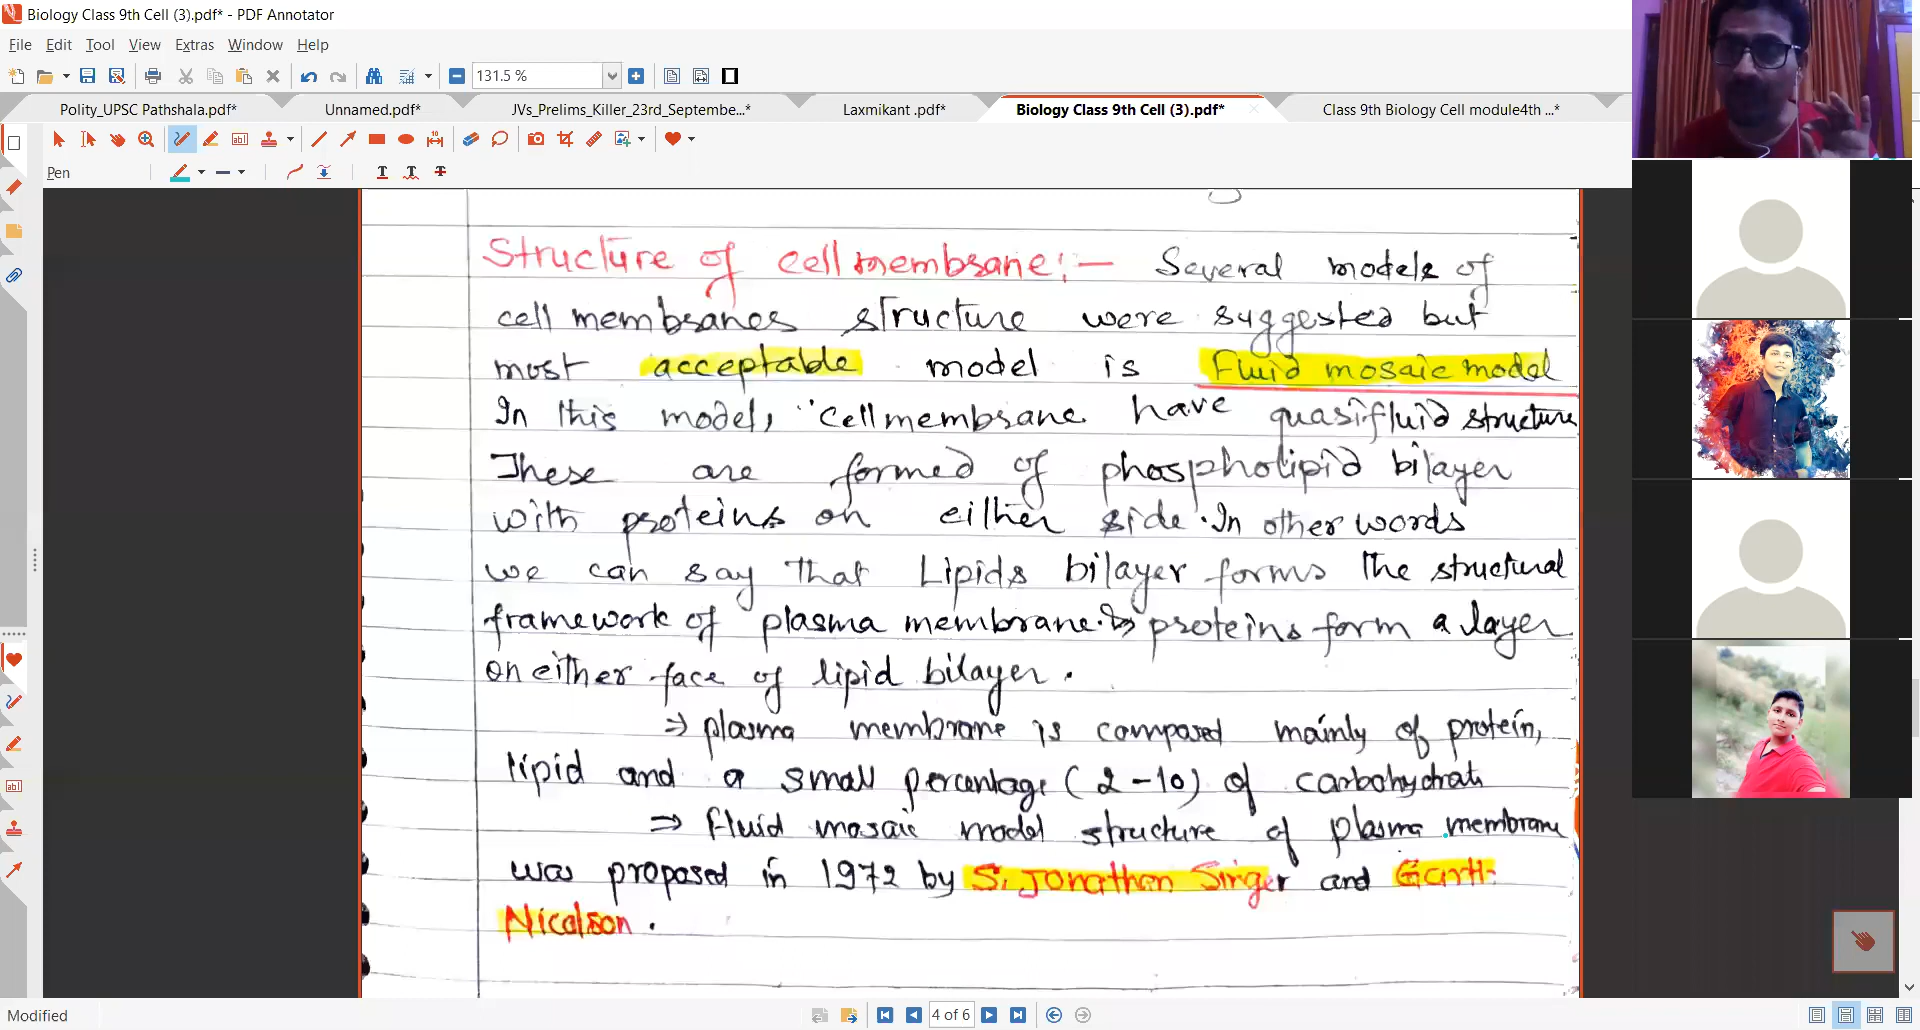 Biology Class 9th Cell (3).pdf* - PDF Annotator
File Edit Tool View Extras Window Help
131.5 %
Polity_UPSC Pathshala.pdf* Unnamed.pdf* JVs_Prelims_Killer_23rd_Septembe...* Laxmikant .pdf* Biology Class 9th Cell (3).pdf* Class 9th Biology Cell module4th ...*
Pen
Structure of cell membrane:- Several models of
cell membranes structure were suggested but
most acceptable model is Fluid mosaic model
In this model, "cell membrane have quasifluid structure
These are formed of phospholipid bilayer
with proteins on either side. In other words
we can say that Lipids bilayer forms the structural
framework of plasma membrane. & proteins form a layer
on either face of lipid bilayer.
⇒ plasma membrane is composed mainly of protein,
lipid and a small percentage (2-10) of carbohydrate
⇒ fluid mosaic model structure of plasma membrane
was proposed in 1972 by S. Jonathan Singer and Garth
Nicolson.
Modified 4 of 6